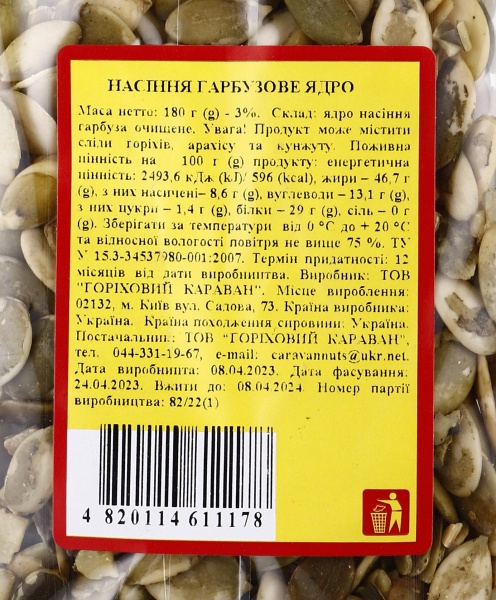 НАСІННЯ ГАРБУЗОВЕ ЯДРО
Маса нетто: 180 г (g) - 3%. Склад: ядро насіння
гарбуза очищене. Увага! Продукт може містити
сліди горіхів, арахісу та кунжуту. Поживна
цінність на 100 г (g) продукту: енергетична
цінність: 2493,6 кДж (kJ)/ 596 (kcal), жири – 46,7
(g), з них насичені– 8,6 г (g), вуглеводи – 13,1 г (g),
з них цукри – 1,4 г (g), білки - 29 г (g), сіль – 0 г
(g). Зберігати за температури від 0 °С до + 20 °С
та відносної вологості повітря не вище 75 %. ТУ
У 15.3-34537980-001:2007. Термін придатності: 12
місяців від дати виробництва. Виробник: ТОВ
"ГОРІХОВИЙ КАРАВАН". Місце вироблення:
02132, м. Київ вул. Садова, 73. Країна виробника:
Україна. Країна походження сировини: Україна.
Постачальник: ТОВ "ГОРІХОВИЙ КАРАВАН",
тел. 044-331-19-67, e-mail: caravannuts@ukr.net.
Дата виробництва: 08.04.2023. Дата фасування:
24.04.2023. Вжити до: 08.04.2024. Номер партії
виробництва: 82/22(1)
4 820114 611178